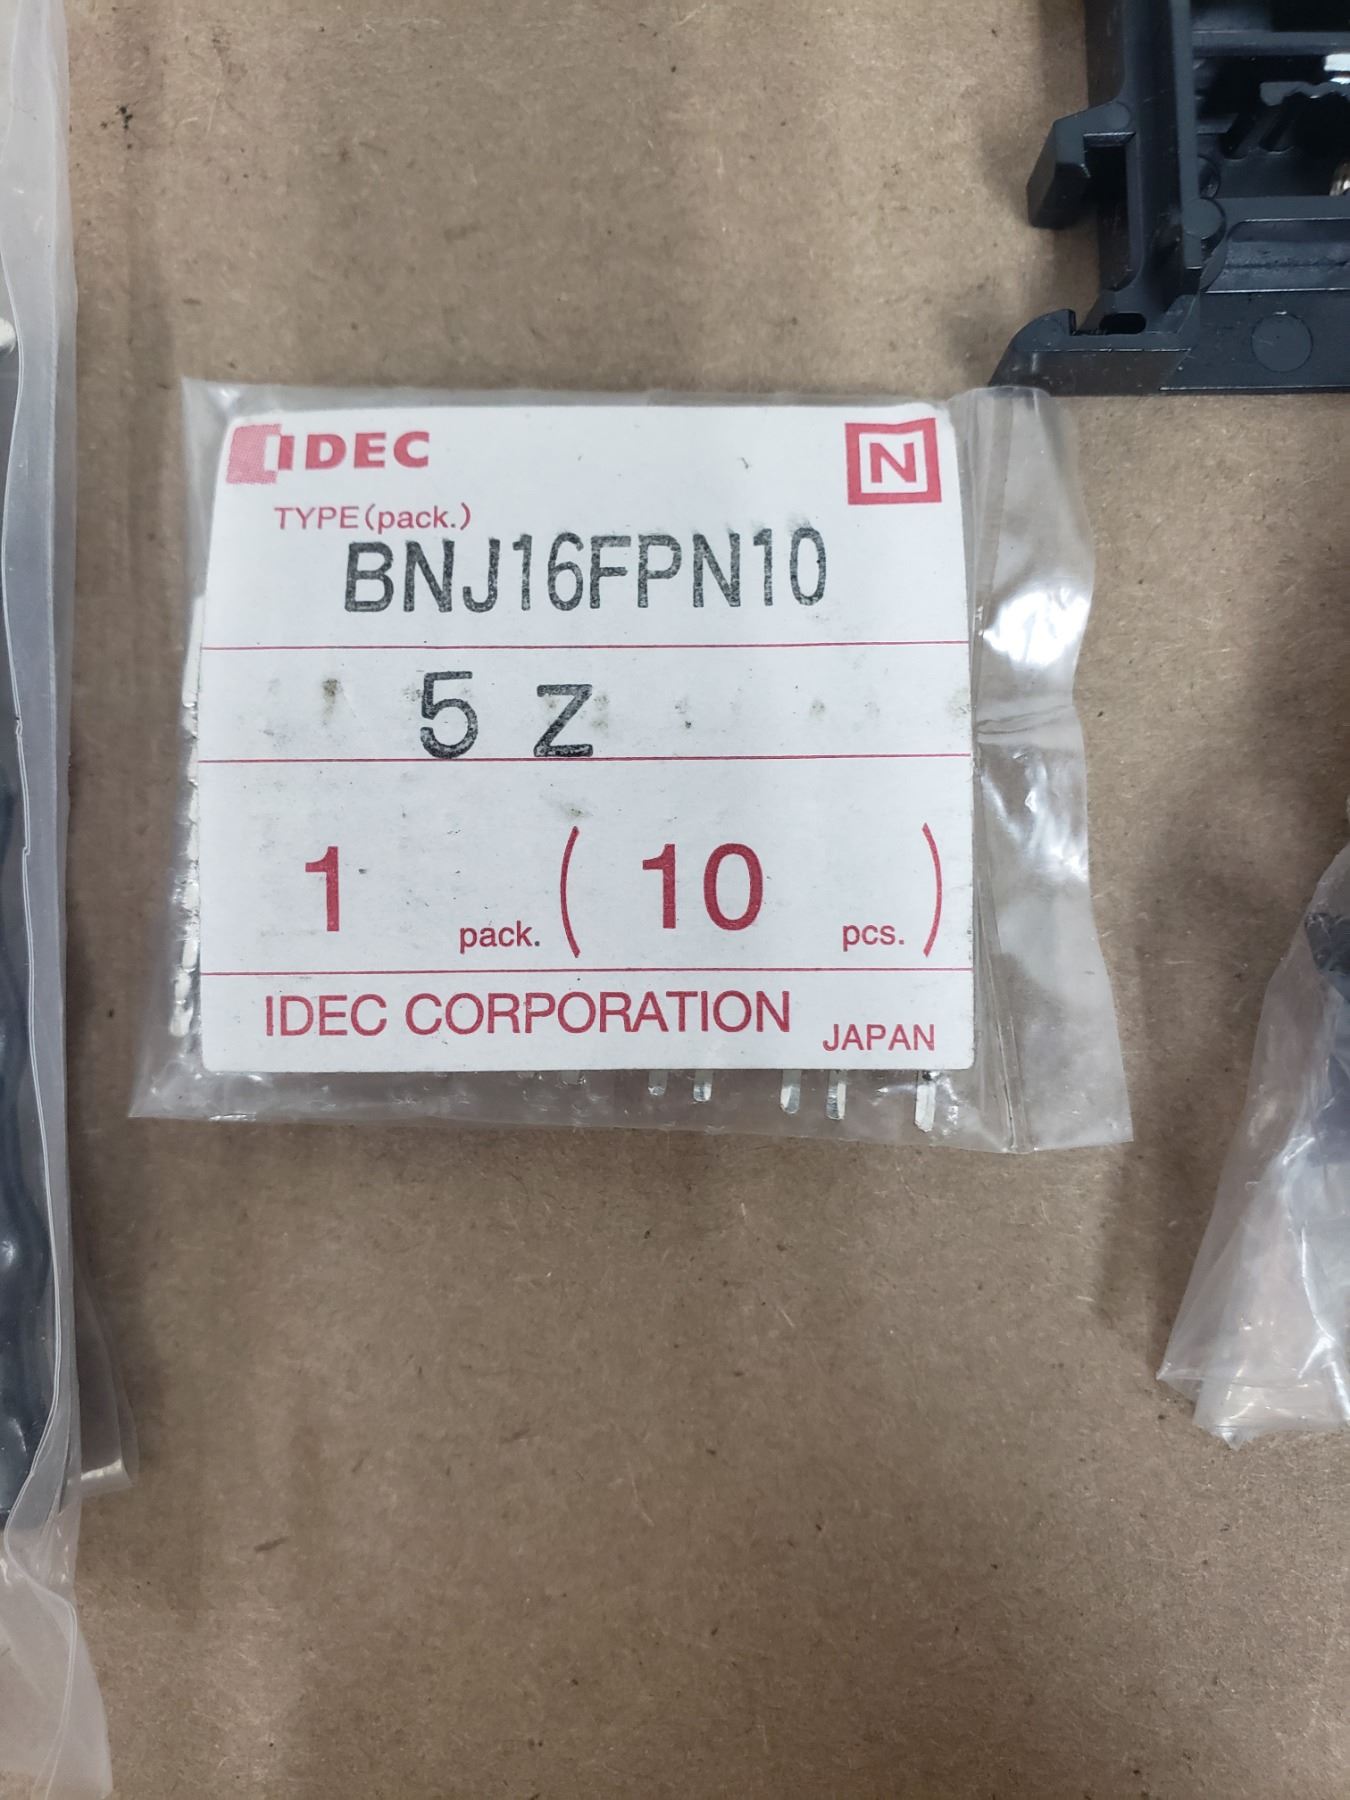 IDEC
N
TYPE(pack.)
BNJ16FPN10
5 Z
1 pack. ( 10 pcs. )
IDEC CORPORATION JAPAN